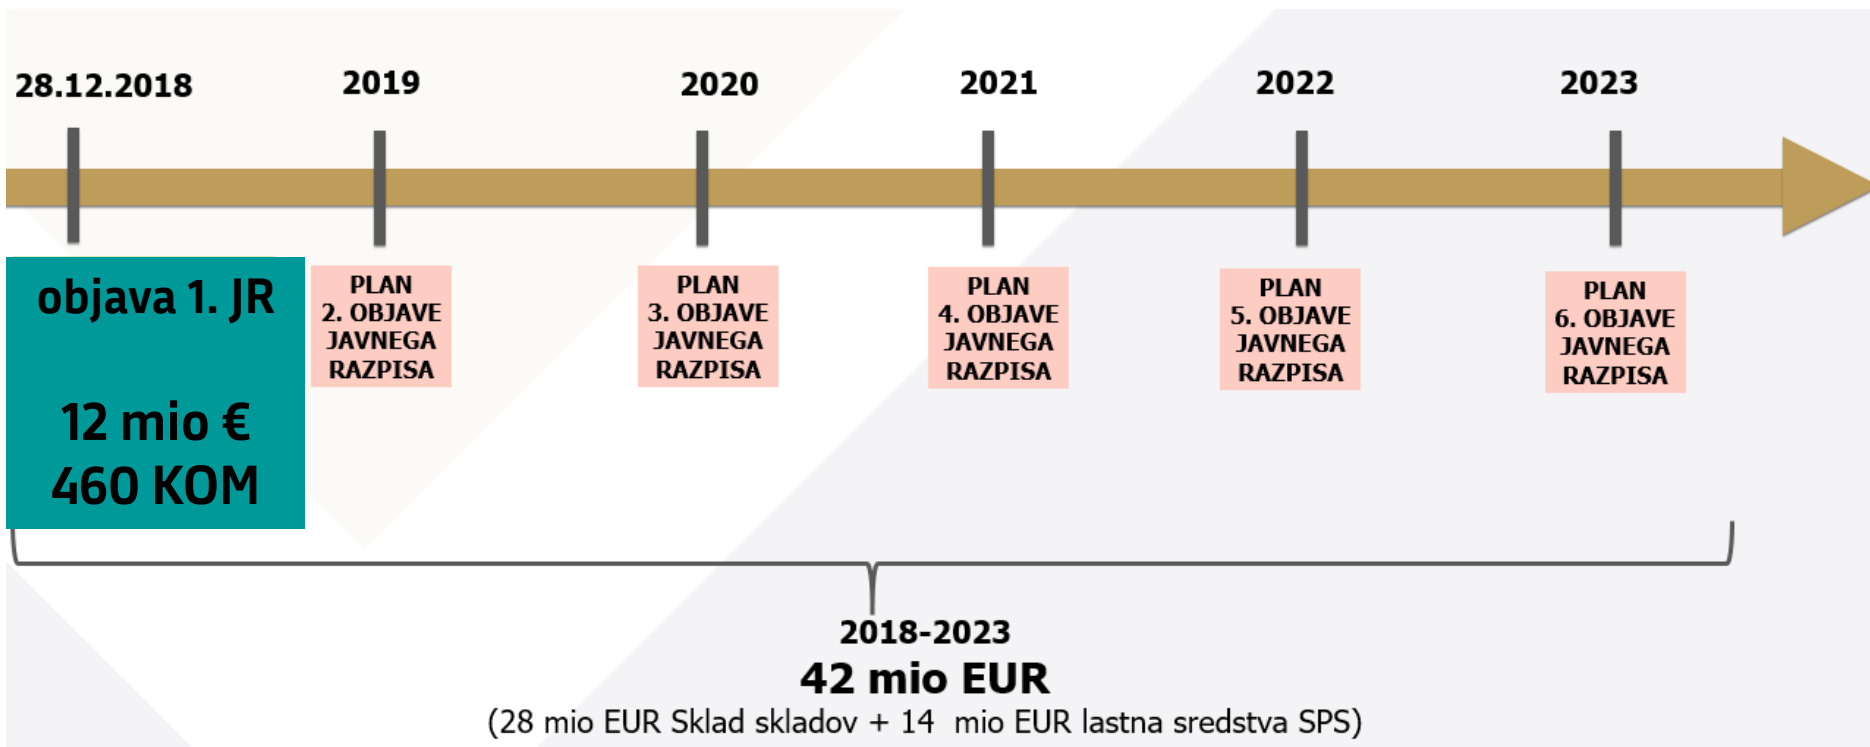 28.12.2018
2019
2020
2021
2022
2023
objava 1. JR
12 mio €
460 KOM
PLAN
2. OBJAVE
JAVNEGA
RAZPISA
PLAN
3. OBJAVE
JAVNEGA
RAZPISA
PLAN
4. OBJAVE
JAVNEGA
RAZPISA
PLAN
5. OBJAVE
JAVNEGA
RAZPISA
PLAN
6. OBJAVE
JAVNEGA
RAZPISA
2018-2023
42 mio EUR
(28 mio EUR Sklad skladov + 14 mio EUR lastna sredstva SPS)